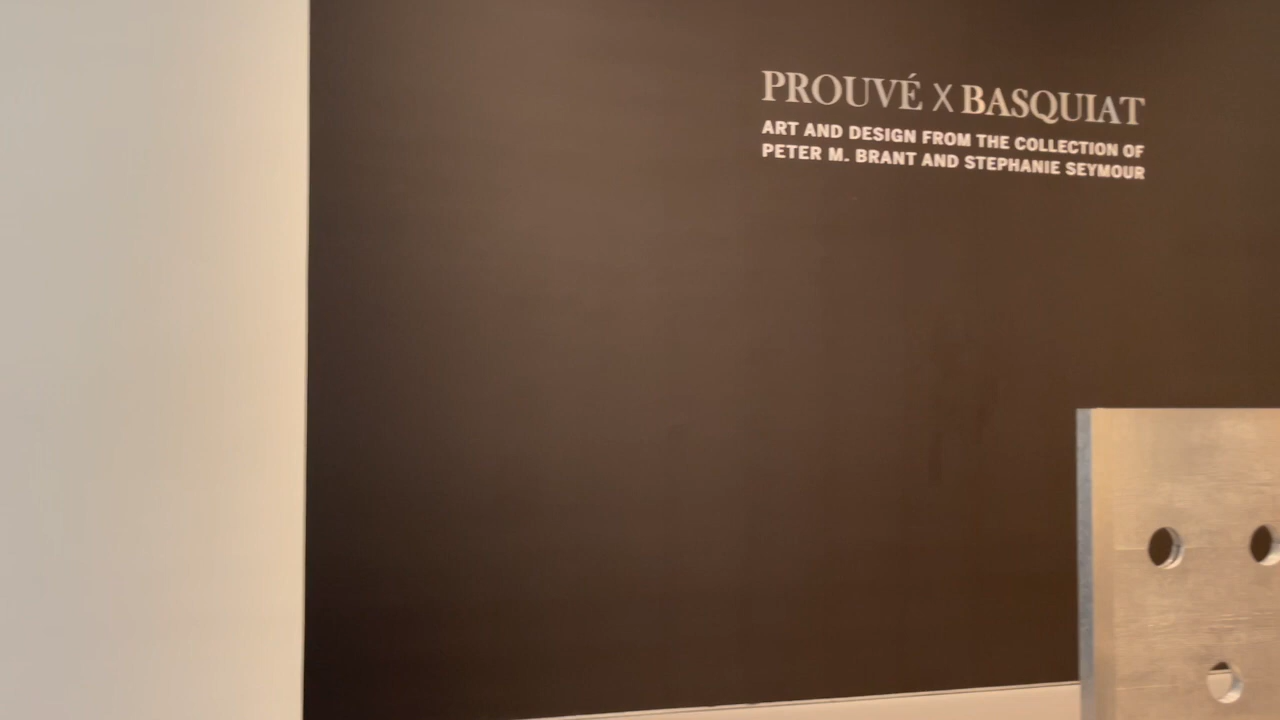 PROUVÉ X BASQUIAT
ART AND DESIGN FROM THE COLLECTION OF
PETER M. BRANT AND STEPHANIE SEYMOUR